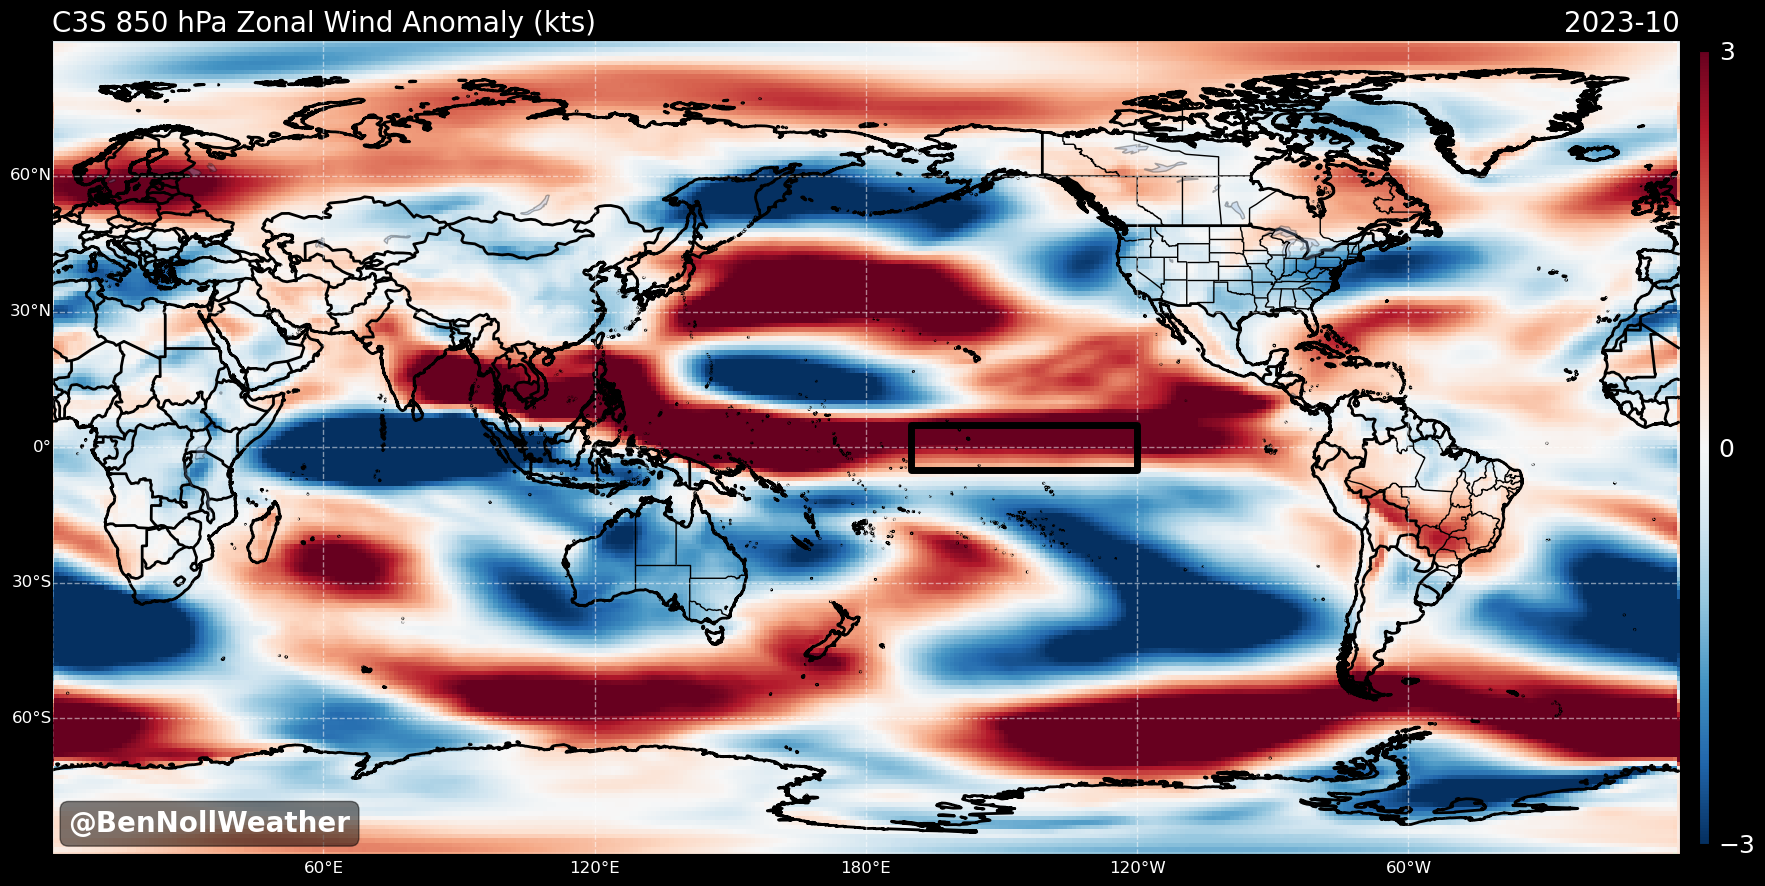 C3S 850 hPa Zonal Wind Anomaly (kts)
2023-10
3
60°N
30°N
0°
0
30°S
60°S
@BenNollWeather
−3
60°E
120°E
180°E
120°W
60°W